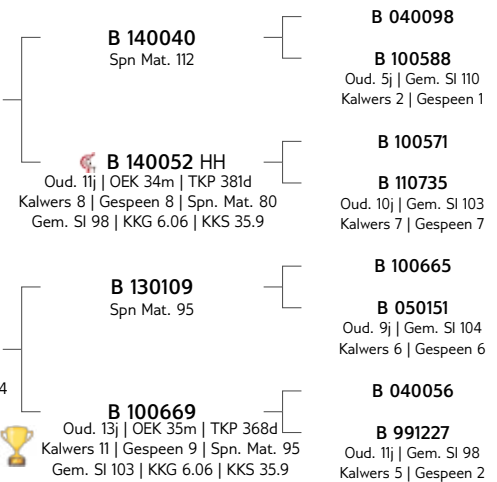 B 140040
Spn Mat. 112
B 140052 HH
Oud. 11j | OEK 34m | TKP 381d
Kalwers 8 | Gespeen 8 | Spn. Mat. 80
Gem. SI 98 | KKG 6.06 | KKS 35.9
B 130109
Spn Mat. 95
4
B 100669
Oud. 13j | OEK 35m | TKP 368d
Kalwers 11 | Gespeen 9 | Spn. Mat. 95
Gem. SI 103 | KKG 6.06 | KKS 35.9
B 040098
B 100588
Oud. 5j | Gem. SI 110
Kalwers 2 | Gespeen 1
B 100571
B 110735
Oud. 10j | Gem. SI 103
Kalwers 7 | Gespeen 7
B 100665
B 050151
Oud. 9j | Gem. SI 104
Kalwers 6 | Gespeen 6
B 040056
B 991227
Oud. 11j | Gem. SI 98
Kalwers 5 | Gespeen 2